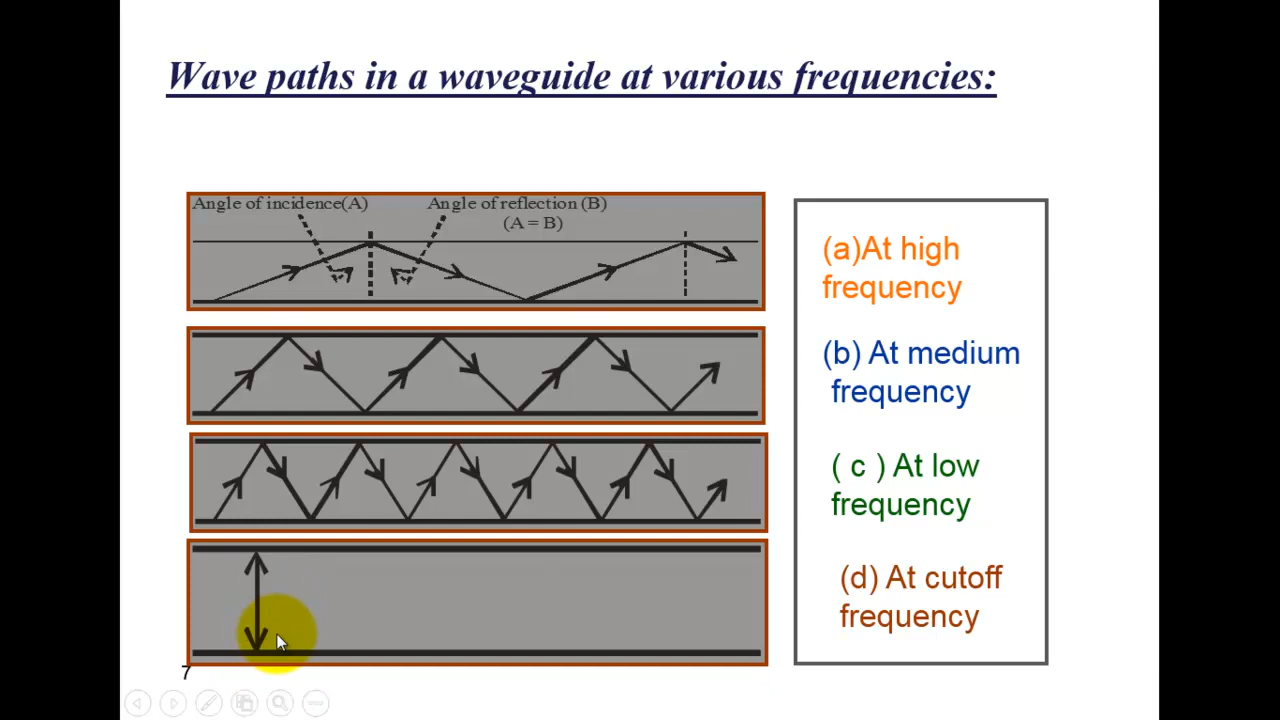 Wave paths in a waveguide at various frequencies:
Angle of incidence(A)
Angle of reflection (B)
(A = B)
(a)At high
frequency
(b) At medium
frequency
( c ) At low
frequency
(d) At cutoff
frequency
7